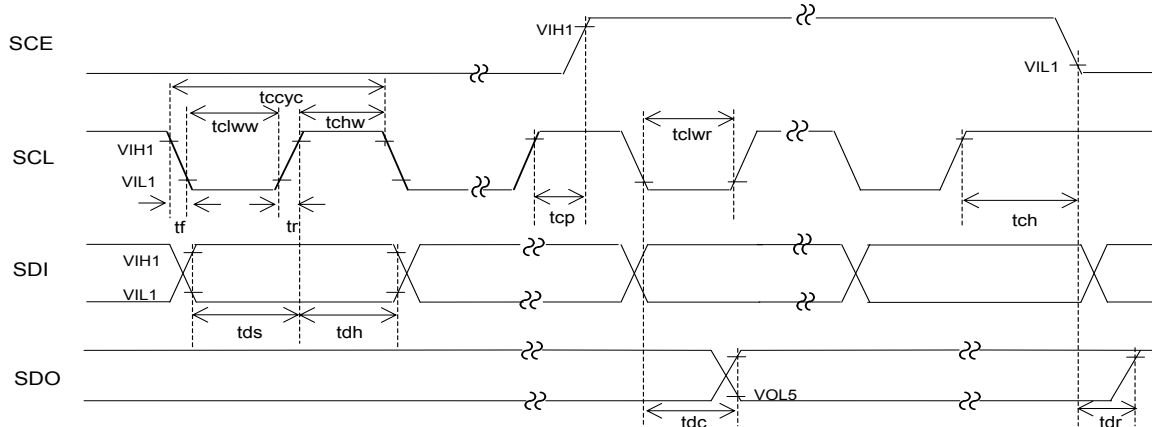 SCE
VIH1
VIL1
tccyc
tclww
tchw
tclwr
SCL
VIH1
VIL1
tf
tr
tcp
tch
SDI
VIH1
VIL1
tds
tdh
SDO
VOL5
tdc
tdr